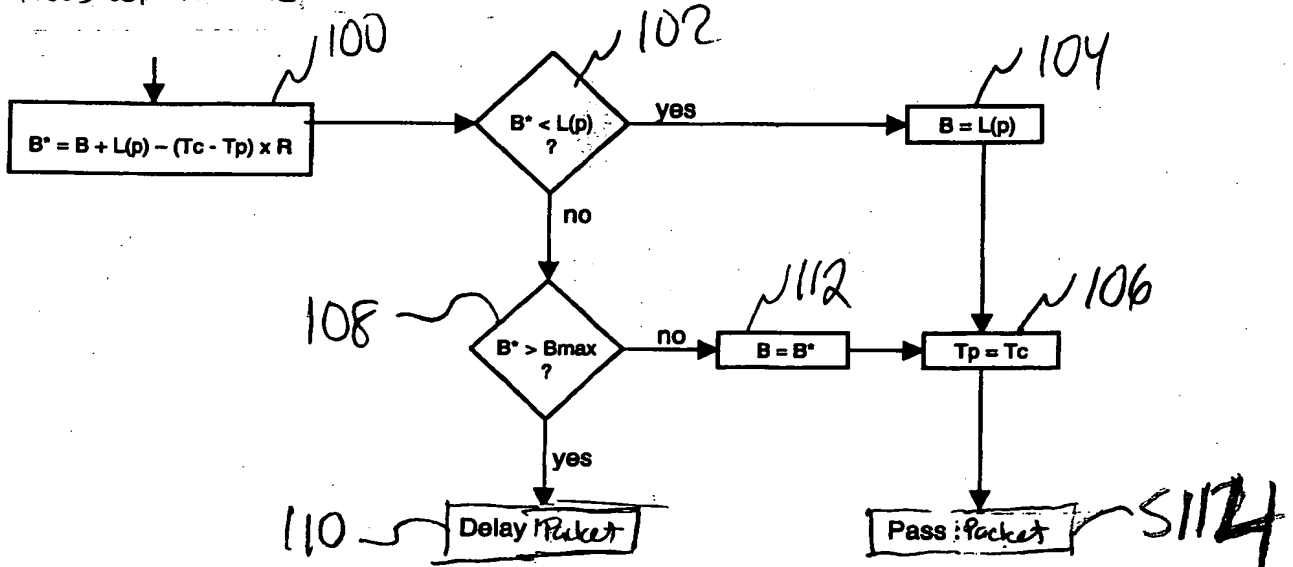 100
102
104
B* = B + L(p) – (Tc - Tp) x R
B* < L(p)
?
yes
B = L(p)
no
108
112
106
B* > Bmax
?
no
B = B*
Tp = Tc
yes
110
Delay Packet
Pass Packet